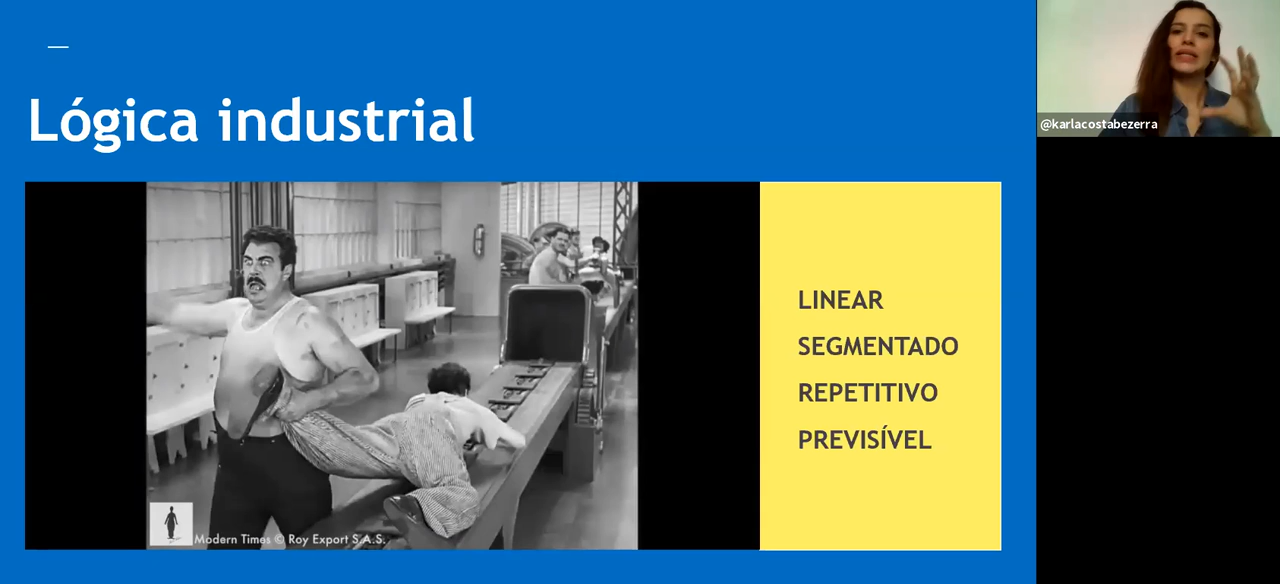 Lógica industrial
LINEAR
SEGMENTADO
REPETITIVO
PREVISÍVEL
Modern Times © Roy Export S.A.S.
@karlacostabezerra